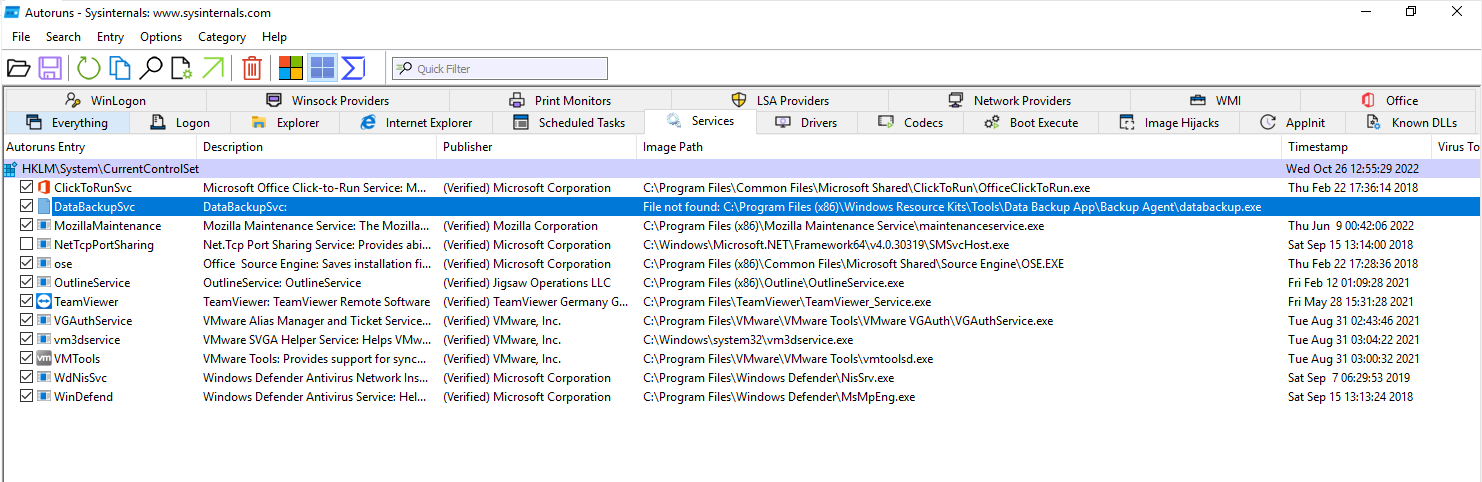 Autoruns - Sysinternals: www.sysinternals.com
File Search Entry Options Category Help
Quick Filter
WinLogon Winsock Providers Print Monitors LSA Providers Network Providers WMI Office
Everything Logon Explorer Internet Explorer Scheduled Tasks Services Drivers Codecs Boot Execute Image Hijacks AppInit Known DLLs
Autoruns Entry Description Publisher Image Path Timestamp Virus To
HKLM\System\CurrentControlSet Wed Oct 26 12:55:29 2022
ClickToRunSvc Microsoft Office Click-to-Run Service: M... (Verified) Microsoft Corporation C:\Program Files\Common Files\Microsoft Shared\ClickToRun\OfficeClickToRun.exe Thu Feb 22 17:36:14 2018
DataBackupSvc DataBackupSvc: File not found: C:\Program Files (x86)\Windows Resource Kits\Tools\Data Backup App\Backup Agent\databackup.exe
MozillaMaintenance Mozilla Maintenance Service: The Mozilla... (Verified) Mozilla Corporation C:\Program Files (x86)\Mozilla Maintenance Service\maintenanceservice.exe Thu Jun 9 00:42:06 2022
NetTcpPortSharing Net.Tcp Port Sharing Service: Provides abi... (Verified) Microsoft Corporation C:\Windows\Microsoft.NET\Framework64\v4.0.30319\SMSvcHost.exe Sat Sep 15 13:14:00 2018
ose Office Source Engine: Saves installation fi... (Verified) Microsoft Corporation C:\Program Files (x86)\Common Files\Microsoft Shared\Source Engine\OSE.EXE Thu Feb 22 17:28:36 2018
OutlineService OutlineService: OutlineService (Verified) Jigsaw Operations LLC C:\Program Files (x86)\Outline\OutlineService.exe Fri Feb 12 01:09:28 2021
TeamViewer TeamViewer: TeamViewer Remote Software (Verified) TeamViewer Germany G... C:\Program Files\TeamViewer\TeamViewer_Service.exe Fri May 28 15:31:28 2021
VGAuthService VMware Alias Manager and Ticket Service... (Verified) VMware, Inc. C:\Program Files\VMware\VMware Tools\VMware VGAuth\VGAuthService.exe Tue Aug 31 02:43:46 2021
vm3dservice VMware SVGA Helper Service: Helps VMw... (Verified) VMware, Inc. C:\Windows\system32\vm3dservice.exe Tue Aug 31 03:04:22 2021
vm VMTools VMware Tools: Provides support for sync... (Verified) VMware, Inc. C:\Program Files\VMware\VMware Tools\vmtoolsd.exe Tue Aug 31 03:00:32 2021
WdNisSvc Windows Defender Antivirus Network Ins... (Verified) Microsoft Corporation C:\Program Files\Windows Defender\NisSrv.exe Sat Sep 7 06:29:53 2019
WinDefend Windows Defender Antivirus Service: Hel... (Verified) Microsoft Corporation C:\Program Files\Windows Defender\MsMpEng.exe Sat Sep 15 13:13:24 2018